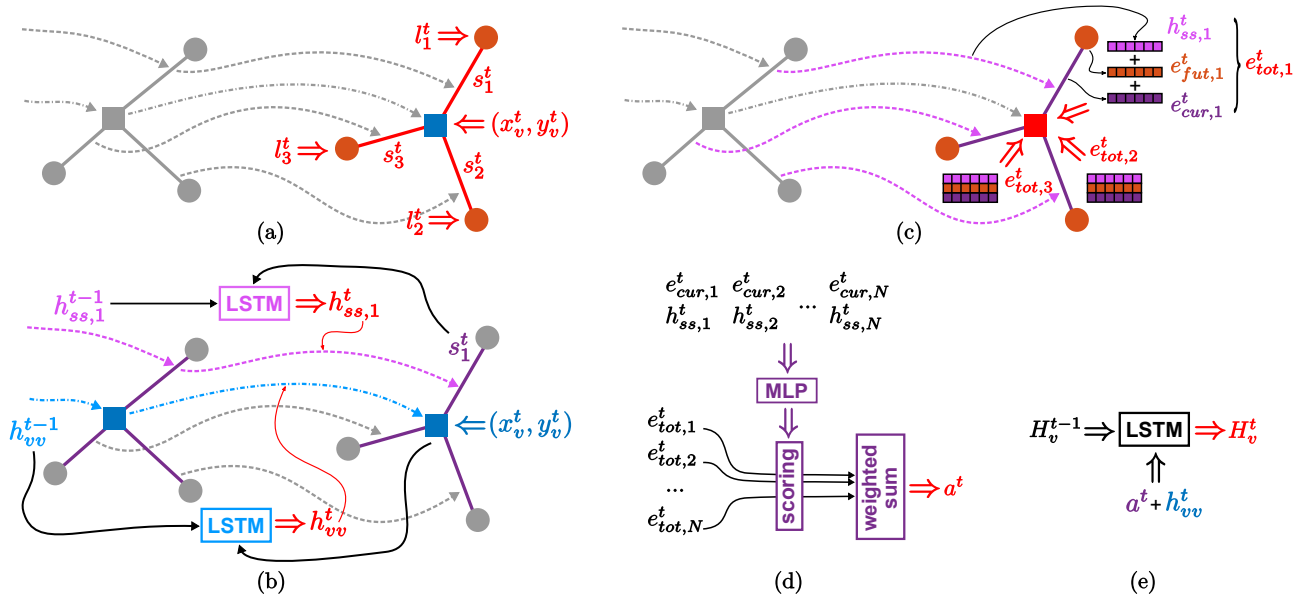 l_1^t ⇒
s_1^t
⇐ (x_v^t, y_v^t)
l_3^t ⇒
s_3^t
s_2^t
l_2^t ⇒
(a)
h_{ss,1}^t
+
e_{fut,1}^t
+
e_{cur,1}^t
e_{tot,1}^t
e_{tot,2}^t
e_{tot,3}^t
(c)
h_{ss,1}^{t-1}
LSTM
⇒ h_{ss,1}^t
s_1^t
h_{vv}^{t-1}
⇐ (x_v^t, y_v^t)
LSTM
⇒ h_{vv}^t
(b)
e_{cur,1}^t e_{cur,2}^t ... e_{cur,N}^t
h_{ss,1}^t h_{ss,2}^t h_{ss,N}^t
MLP
e_{tot,1}^t
e_{tot,2}^t
...
e_{tot,N}^t
scoring
weighted
sum
⇒ a^t
(d)
H_v^{t-1} ⇒ LSTM ⇒ H_v^t
a^t + h_{vv}^t
(e)